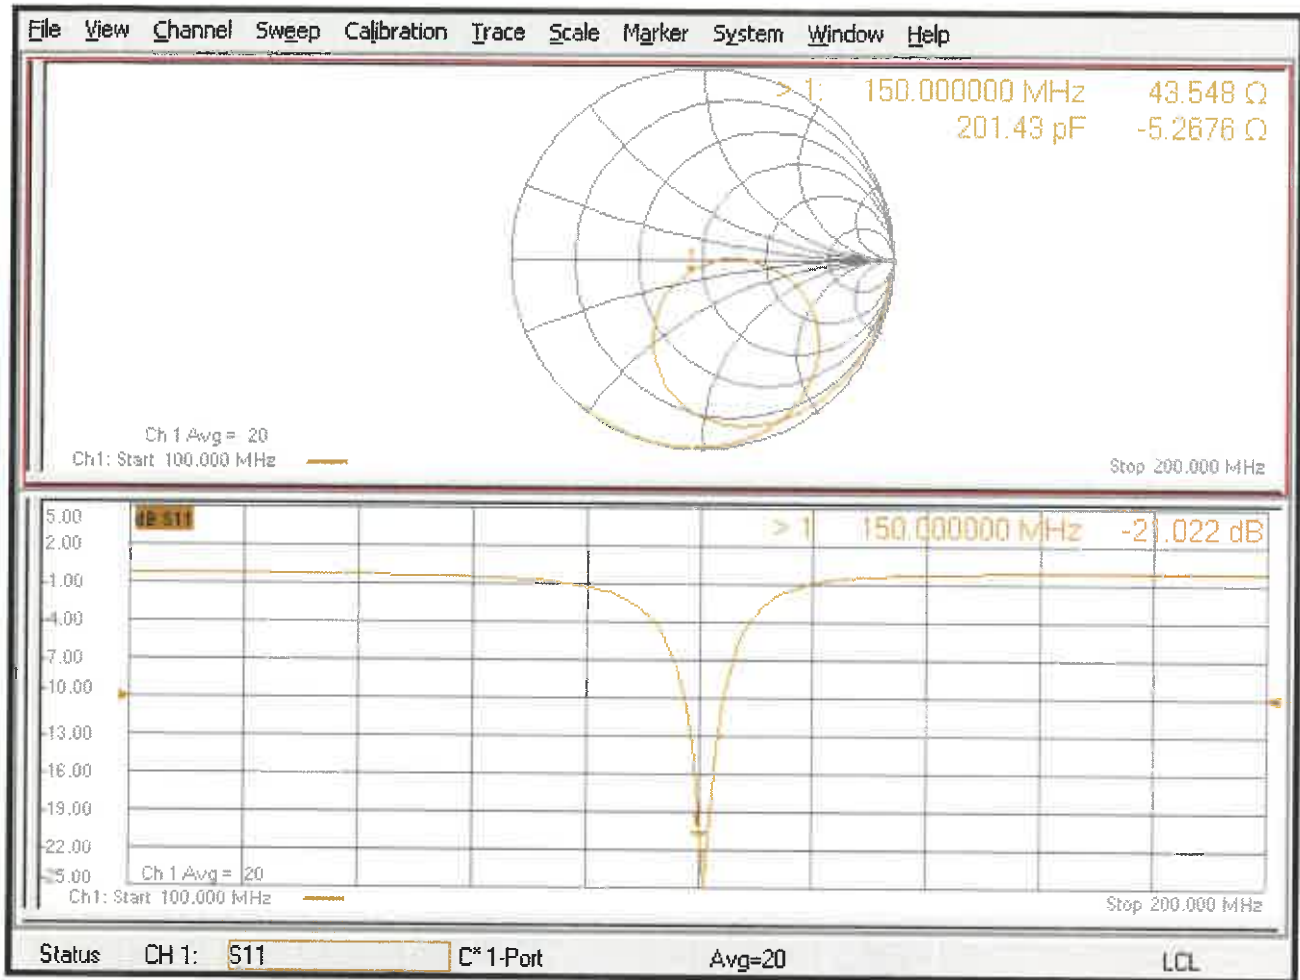 File View Channel Sweep Calibration Trace Scale Marker System Window Help
> 1: 150.000000 MHz 43.548 Ω
201.43 pF -5.2676 Ω
Ch 1 Avg = 20
Ch1: Start 100.000 MHz
Stop 200.000 MHz
5.00
dB S11
> 1 150.000000 MHz -21.022 dB
2.00
-1.00
-4.00
-7.00
-10.00
-13.00
-16.00
-19.00
-22.00
-25.00
Ch 1 Avg = 20
Ch1: Start 100.000 MHz
Stop 200.000 MHz
Status CH 1: S11 C* 1-Port Avg=20 LCL